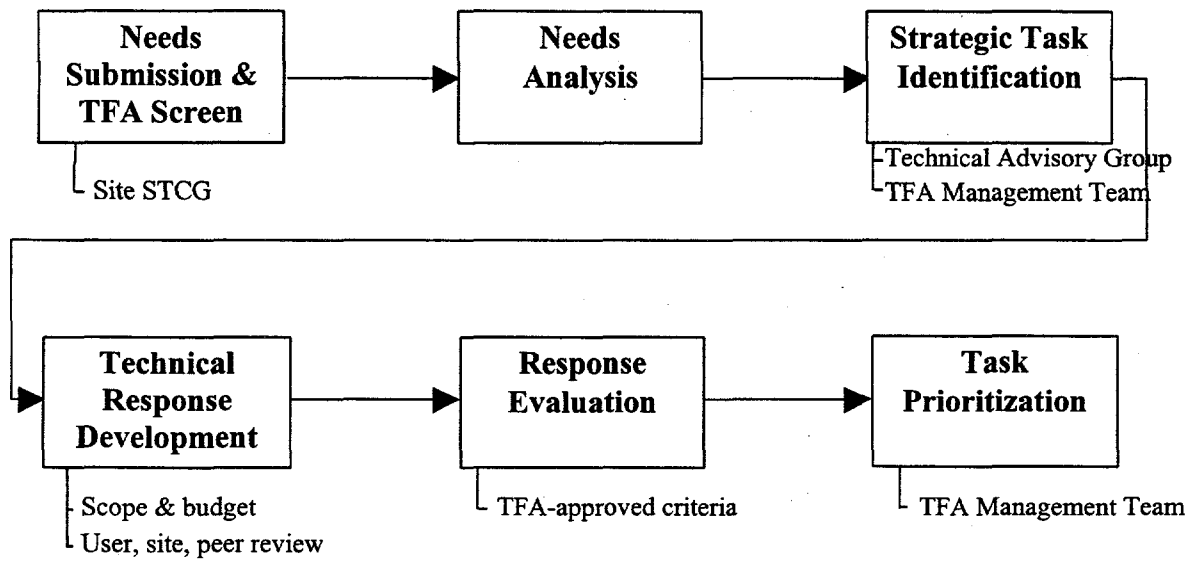 Needs
Submission &
TFA Screen
Needs
Analysis
Strategic Task
Identification
Site STCG
Technical Advisory Group
TFA Management Team
Technical
Response
Development
Response
Evaluation
Task
Prioritization
Scope & budget
User, site, peer review
TFA-approved criteria
TFA Management Team